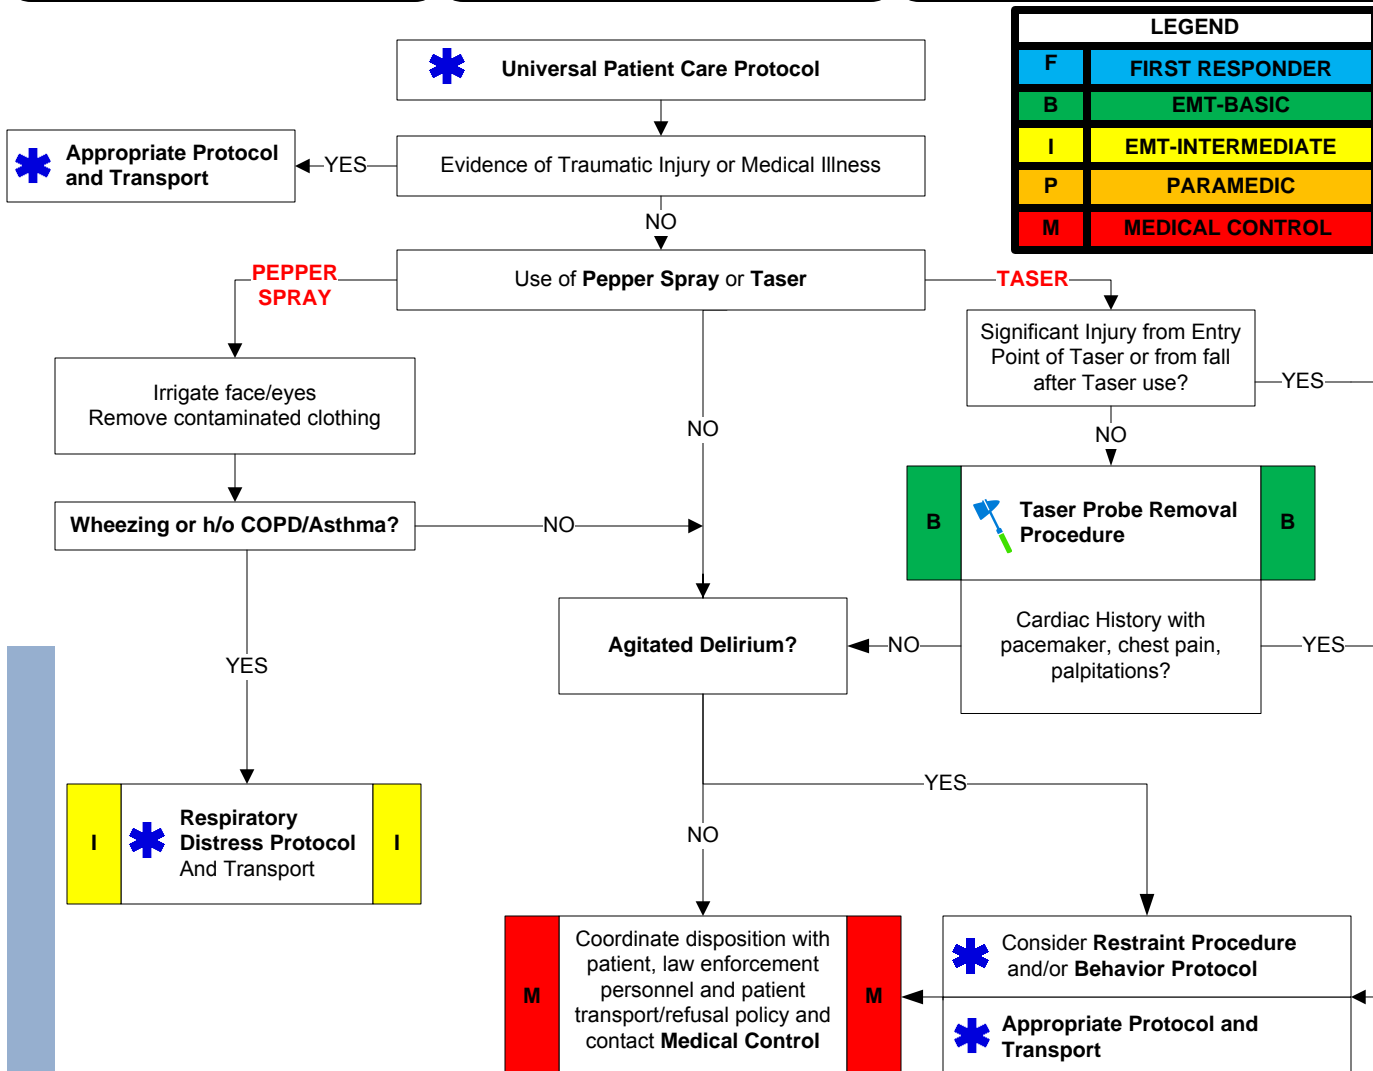 LEGEND
F FIRST RESPONDER
B EMT-BASIC
I EMT-INTERMEDIATE
P PARAMEDIC
M MEDICAL CONTROL
Universal Patient Care Protocol
Evidence of Traumatic Injury or Medical Illness
YES
Appropriate Protocol
and Transport
NO
Use of Pepper Spray or Taser
PEPPER
SPRAY
TASER
Irrigate face/eyes
Remove contaminated clothing
NO
Significant Injury from Entry
Point of Taser or from fall
after Taser use?
YES
NO
Wheezing or h/o COPD/Asthma?
NO
B
Taser Probe Removal
Procedure
B
Agitated Delirium?
NO
Cardiac History with
pacemaker, chest pain,
palpitations?
YES
YES
I
Respiratory
Distress Protocol
And Transport
I
YES
NO
M
Coordinate disposition with
patient, law enforcement
personnel and patient
transport/refusal policy and
contact Medical Control
M
Consider Restraint Procedure
and/or Behavior Protocol
Appropriate Protocol and
Transport